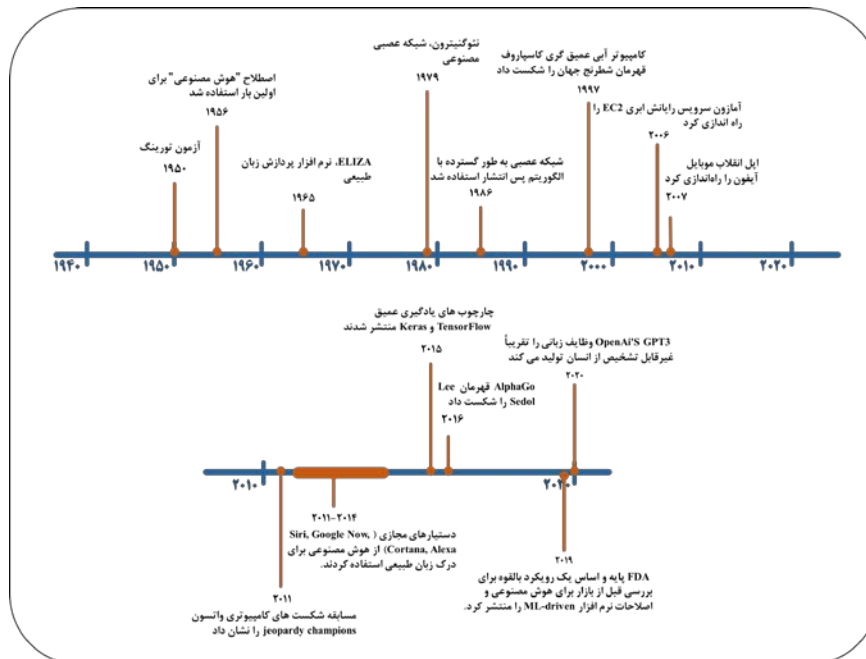 آزمون تورینگ
۱۹۵۰
اصطلاح "هوش مصنوعی" برای
اولین بار استفاده شد
۱۹۵۶
ELIZA، نرم افزار پردازش زبان
طبیعی
۱۹۶۵
نئوگنیترون، شبکه عصبی
مصنوعی
۱۹۷۹
شبکه عصبی به طور گسترده با
الگوریتم پس انتشار استفاده شد
۱۹۸۶
کامپیوتر آبی عمیق گری کاسپاروف
قهرمان شطرنج جهان را شکست داد
۱۹۹۷
آمازون سرویس رایانش ابری EC2 را
راه اندازی کرد
۲۰۰۶
اپل انقلاب موبایل
آیفون را راه‌اندازی کرد
۲۰۰۷
۱۹۴۰ ۱۹۵۰ ۱۹۶۰ ۱۹۷۰ ۱۹۸۰ ۱۹۹۰ ۲۰۰۰ ۲۰۱۰ ۲۰۲۰
چارچوب های یادگیری عمیق
TensorFlow و Keras منتشر شدند
۲۰۱۵
AlphaGo قهرمان Lee
Sedol را شکست داد
۲۰۱۶
OpenAi'S GPT3 وظایف زبانی را تقریباً
غیرقابل تشخیص از انسان تولید می کند
۲۰۲۰
۲۰۱۰ ۲۰۲۰
۲۰۱۱-۲۰۱۴
دستیارهای مجازی (Siri, Google Now,
Cortana, Alexa) از هوش مصنوعی برای
درک زبان طبیعی استفاده کردند.
۲۰۱۱
مسابقه شکست های کامپیوتری واتسون
jeopardy champions را نشان داد
۲۰۱۹
FDA پایه و اساس یک رویکرد بالقوه برای
بررسی قبل از بازار برای هوش مصنوعی و
اصلاحات نرم افزار ML-driven را منتشر کرد.